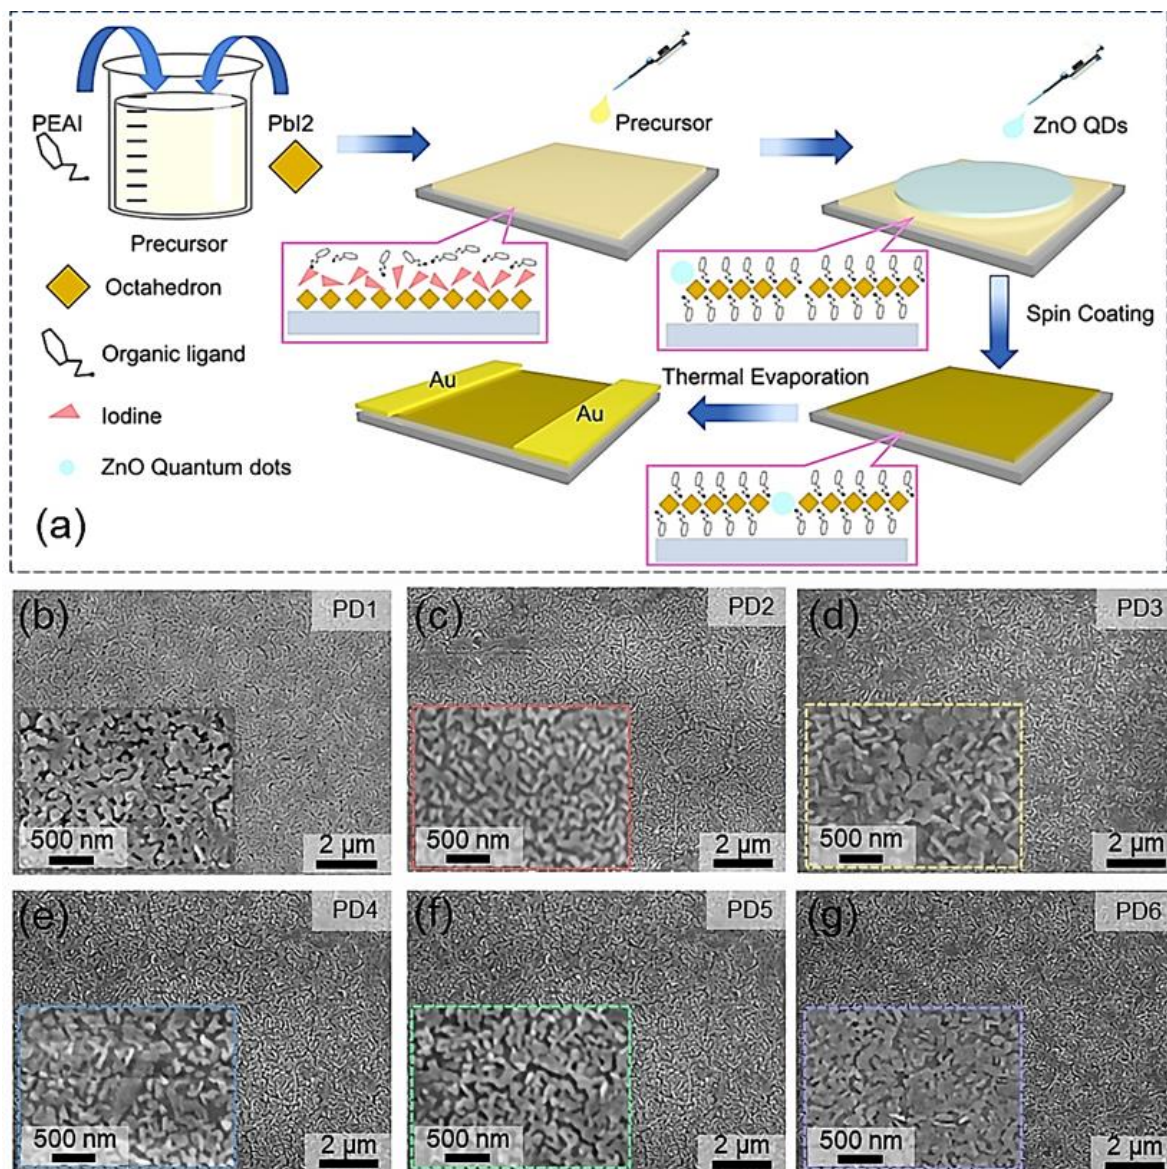 PEAI
PbI2
Precursor
Precursor
ZnO QDs
Octahedron
Organic ligand
Iodine
ZnO Quantum dots
Spin Coating
Thermal Evaporation
Au
Au
(a)
(b) PD1
500 nm
2 µm
(c) PD2
500 nm
2 µm
(d) PD3
500 nm
2 µm
(e) PD4
500 nm
2 µm
(f) PD5
500 nm
2 µm
(g) PD6
500 nm
2 µm